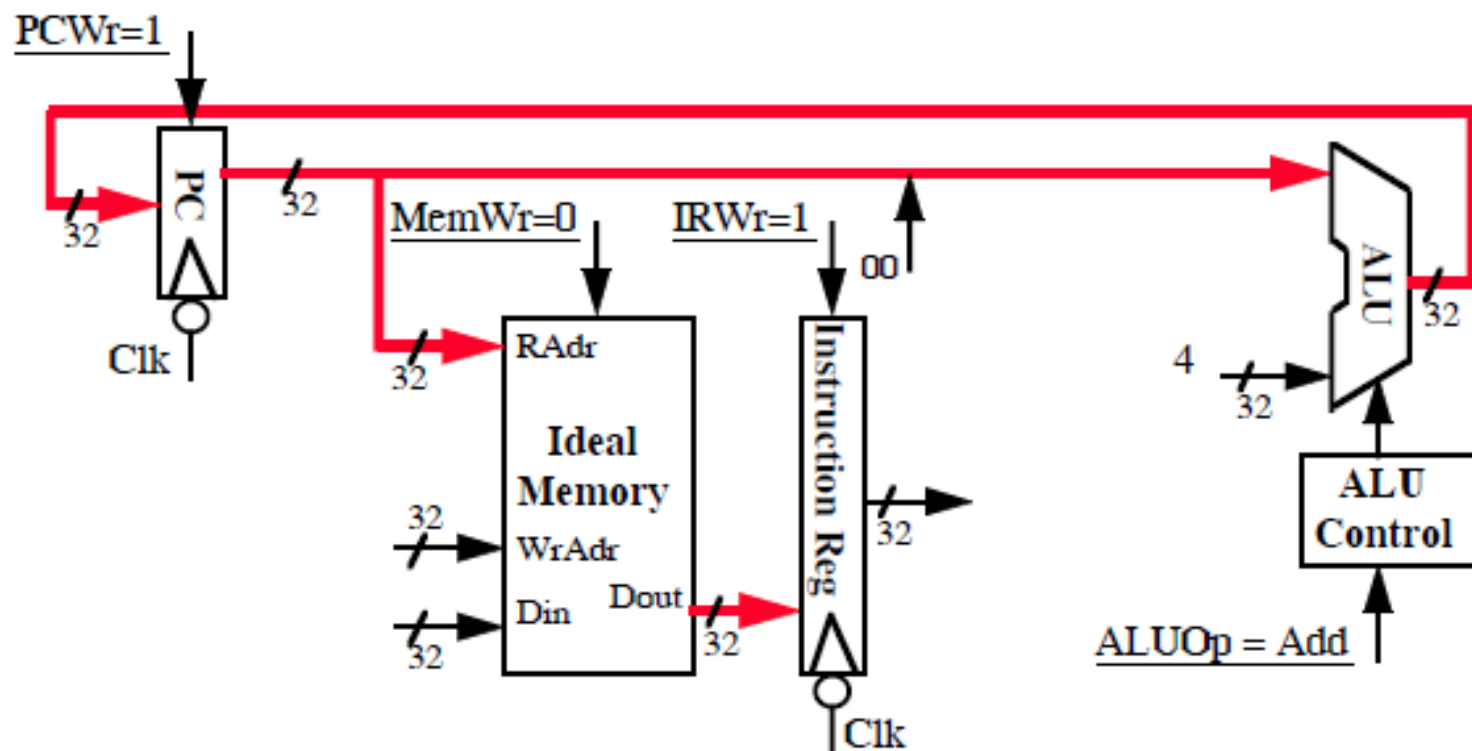 PCWr=1
PC
32
32
MemWr=0
IRWr=1
00
ALU
32
Clk
32
RAdr
4
32
Ideal
Memory
Instruction Reg
ALU
Control
32
WrAdr
32
Din
32
Dout
32
ALUOp = Add
Clk